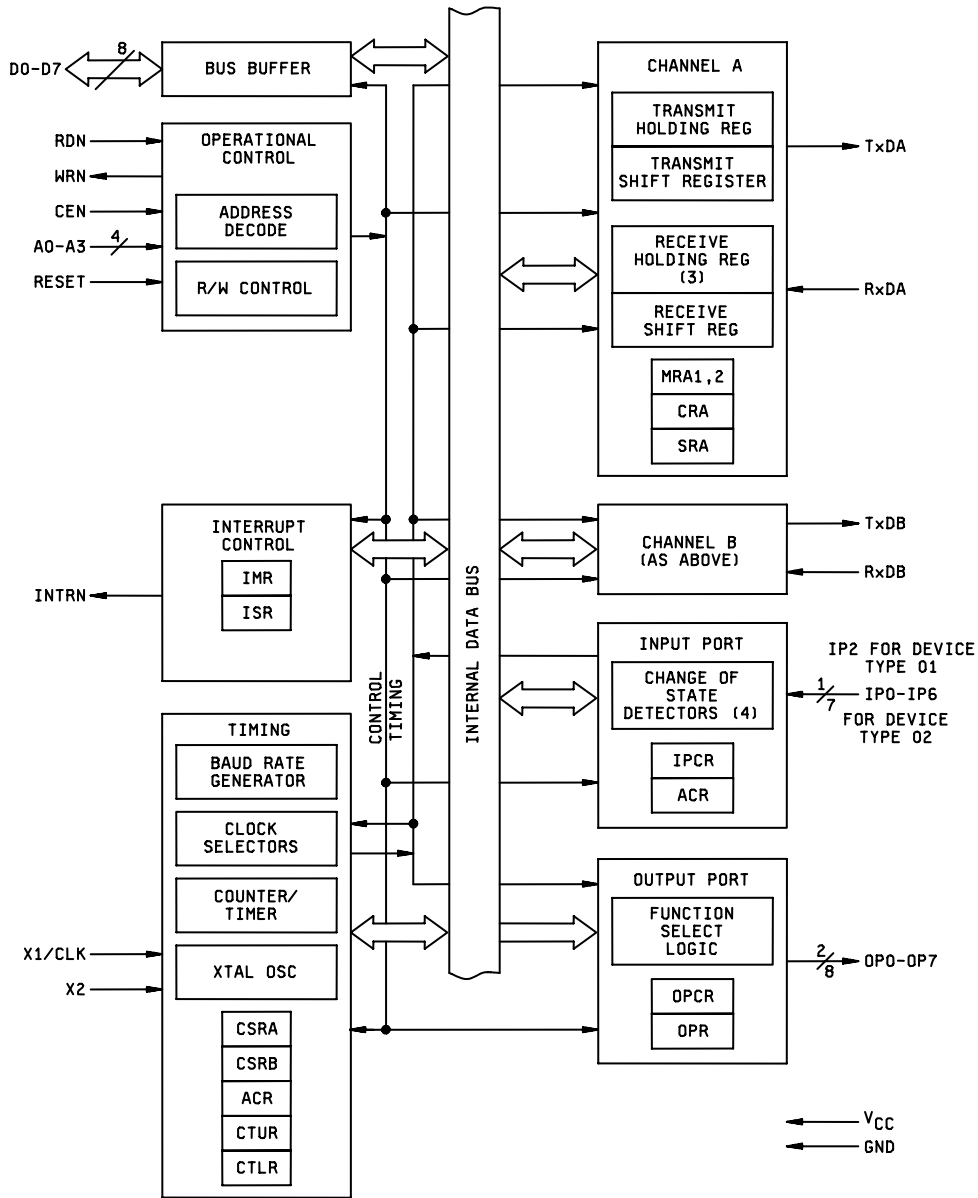 D0-D7
8
BUS BUFFER
RDN
WRN
CEN
A0-A3
4
RESET
OPERATIONAL
CONTROL
ADDRESS
DECODE
R/W CONTROL
INTRN
INTERRUPT
CONTROL
IMR
ISR
TIMING
BAUD RATE
GENERATOR
CLOCK
SELECTORS
COUNTER/
TIMER
XTAL OSC
X1/CLK
X2
CSRA
CSRB
ACR
CTUR
CTLR
CONTROL
TIMING
INTERNAL DATA BUS
CHANNEL A
TRANSMIT
HOLDING REG
TRANSMIT
SHIFT REGISTER
TxDA
RECEIVE
HOLDING REG
(3)
RECEIVE
SHIFT REG
RxDA
MRA1,2
CRA
SRA
CHANNEL B
(AS ABOVE)
TxDB
RxDB
INPUT PORT
CHANGE OF
STATE
DETECTORS (4)
IPCR
ACR
IP2 FOR DEVICE
TYPE 01
1/7
IP0-IP6
FOR DEVICE
TYPE 02
OUTPUT PORT
FUNCTION
SELECT
LOGIC
OPCR
OPR
2/8
OP0-OP7
VCC
GND